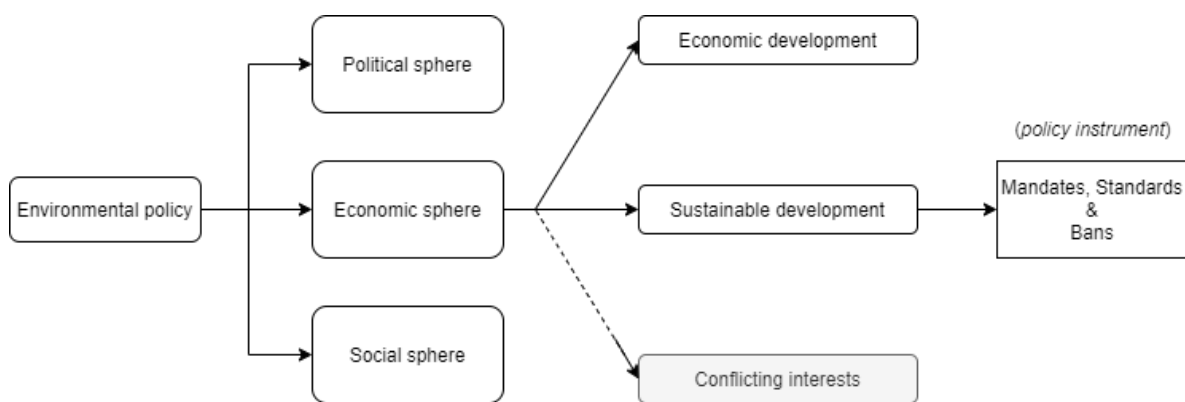 Environmental policy
Political sphere
Economic sphere
Social sphere
Economic development
Sustainable development
Conflicting interests
(policy instrument)
Mandates, Standards
&
Bans